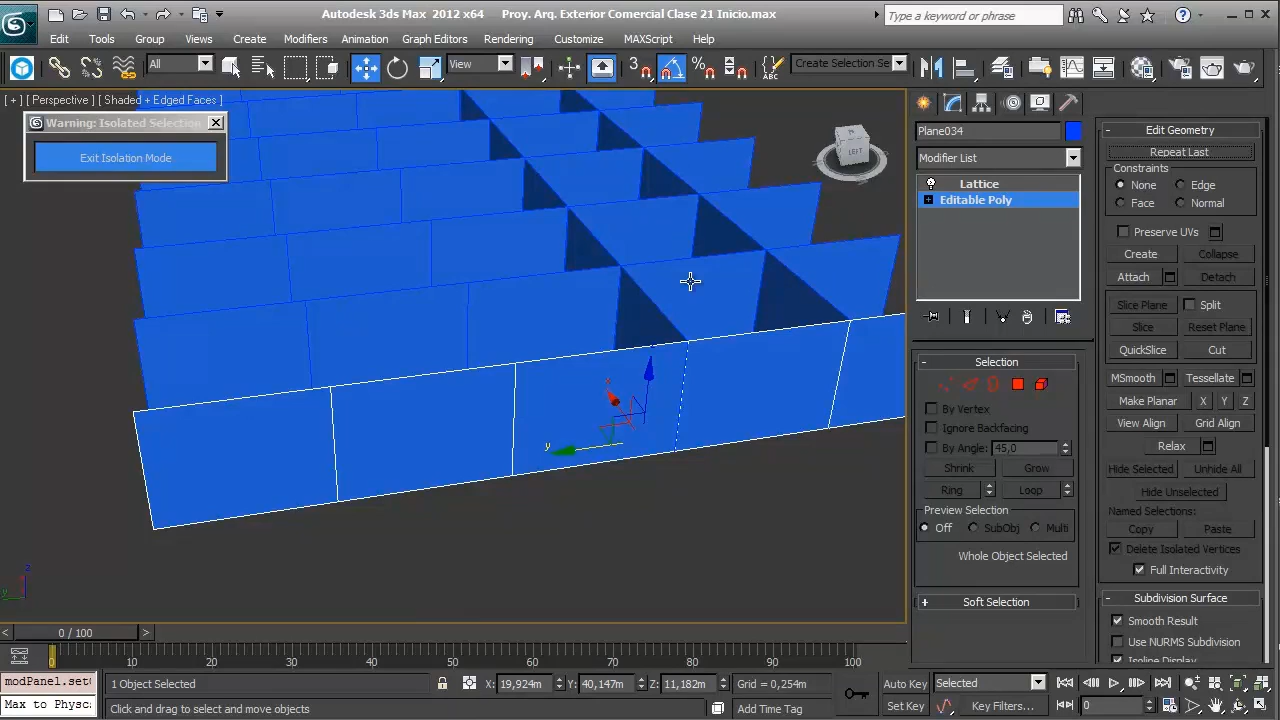 Autodesk 3ds Max 2012 x64 Proy. Arq. Exterior Comercial Clase 21 Inicio.max
Type a keyword or phrase
Edit Tools Group Views Create Modifiers Animation Graph Editors Rendering Customize MAXScript Help
All View Create Selection Se
[ + ] [ Perspective ] [ Shaded + Edged Faces ]
Warning: Isolated Selection
Exit Isolation Mode
LEFT
Plane034
Modifier List
Lattice
Editable Poly
Selection
By Vertex
Ignore Backfacing
By Angle: 45,0
Shrink Grow
Ring Loop
Preview Selection
Off SubObj Multi
Whole Object Selected
Soft Selection
Edit Geometry
Repeat Last
Constraints
None Edge
Face Normal
Preserve UVs
Create Collapse
Attach Detach
Slice Plane Split
Slice Reset Plane
QuickSlice Cut
MSmooth Tessellate
Make Planar X Y Z
View Align Grid Align
Relax
Hide Selected Unhide All
Hide Unselected
Named Selections:
Copy Paste
Delete Isolated Vertices
Full Interactivity
Subdivision Surface
Smooth Result
Use NURMS Subdivision
Isoline Display
y
z
y
0 / 100
0 10 20 30 40 50 60 70 80 90 100
modPanel.set
1 Object Selected X: 19,924m Y: 40,147m Z: 11,182m Grid = 0,254m Auto Key Selected
Max to Physc
Click and drag to select and move objects Add Time Tag Set Key Key Filters... 0